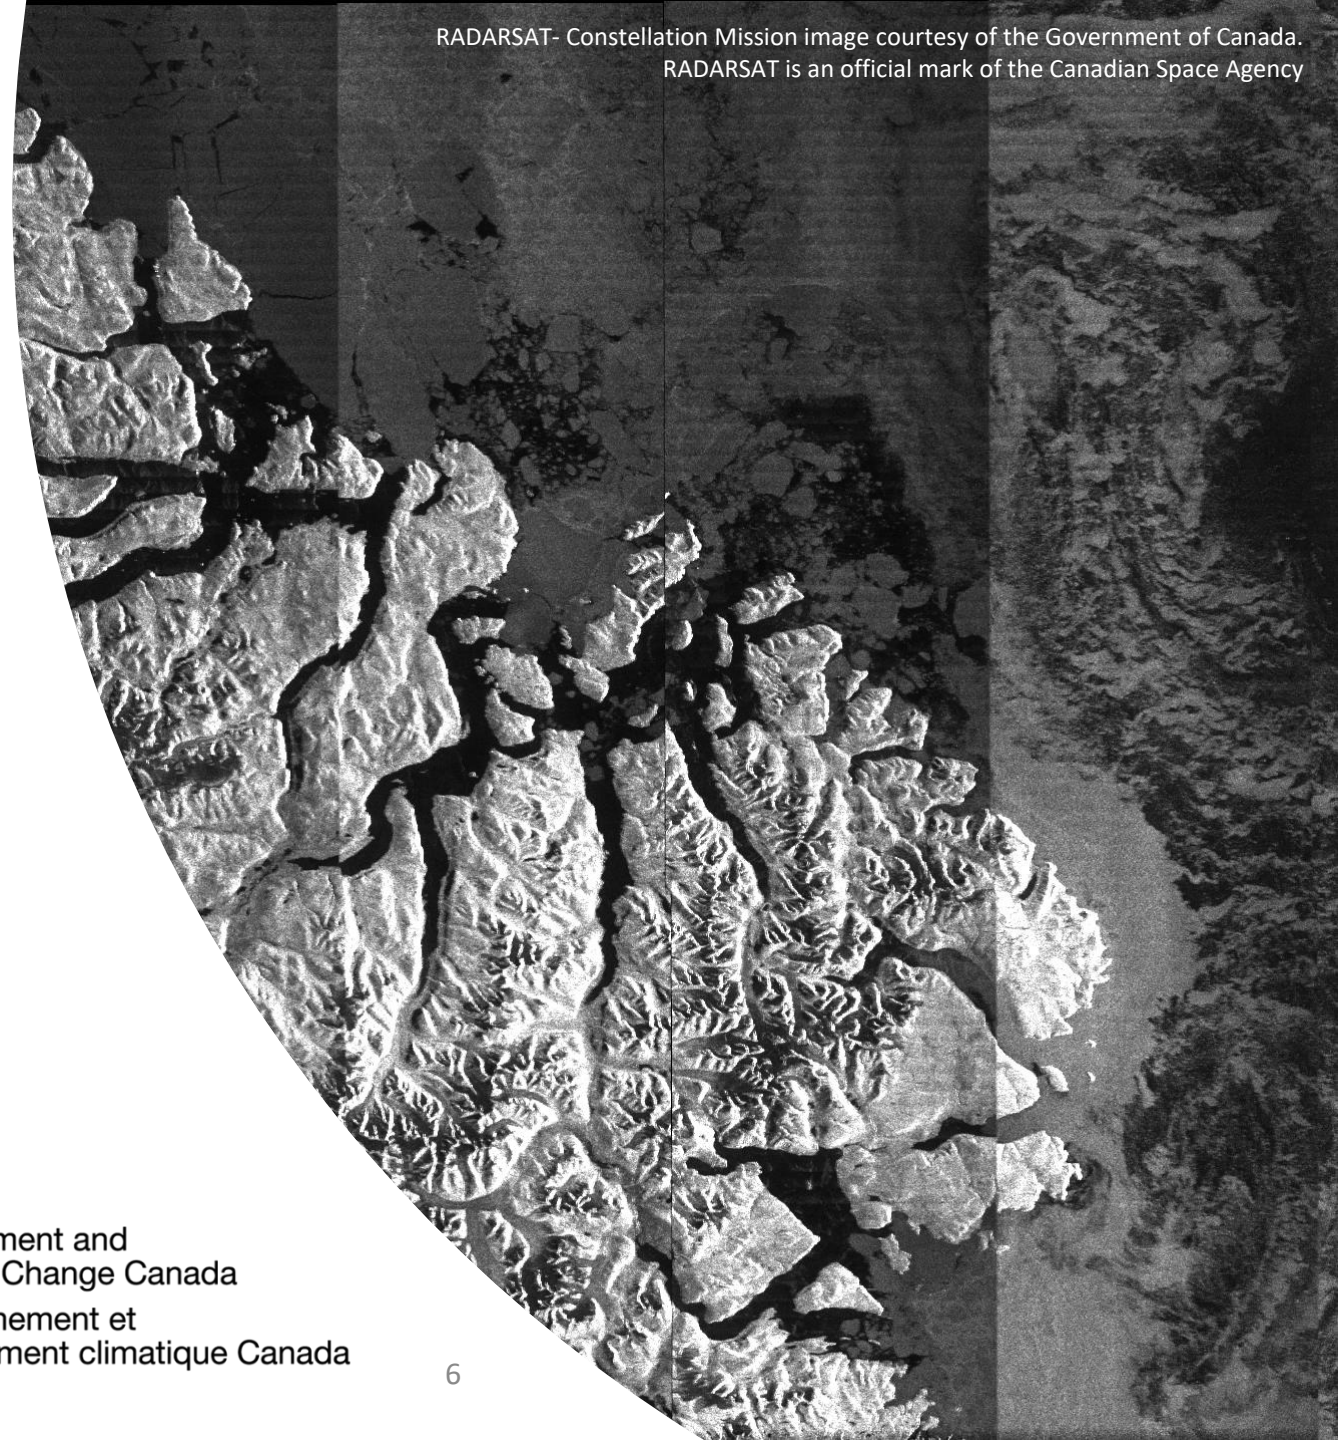 RADARSAT- Constellation Mission image courtesy of the Government of Canada.
RADARSAT is an official mark of the Canadian Space Agency
ment and
Change Canada
nement et
ment climatique Canada
6